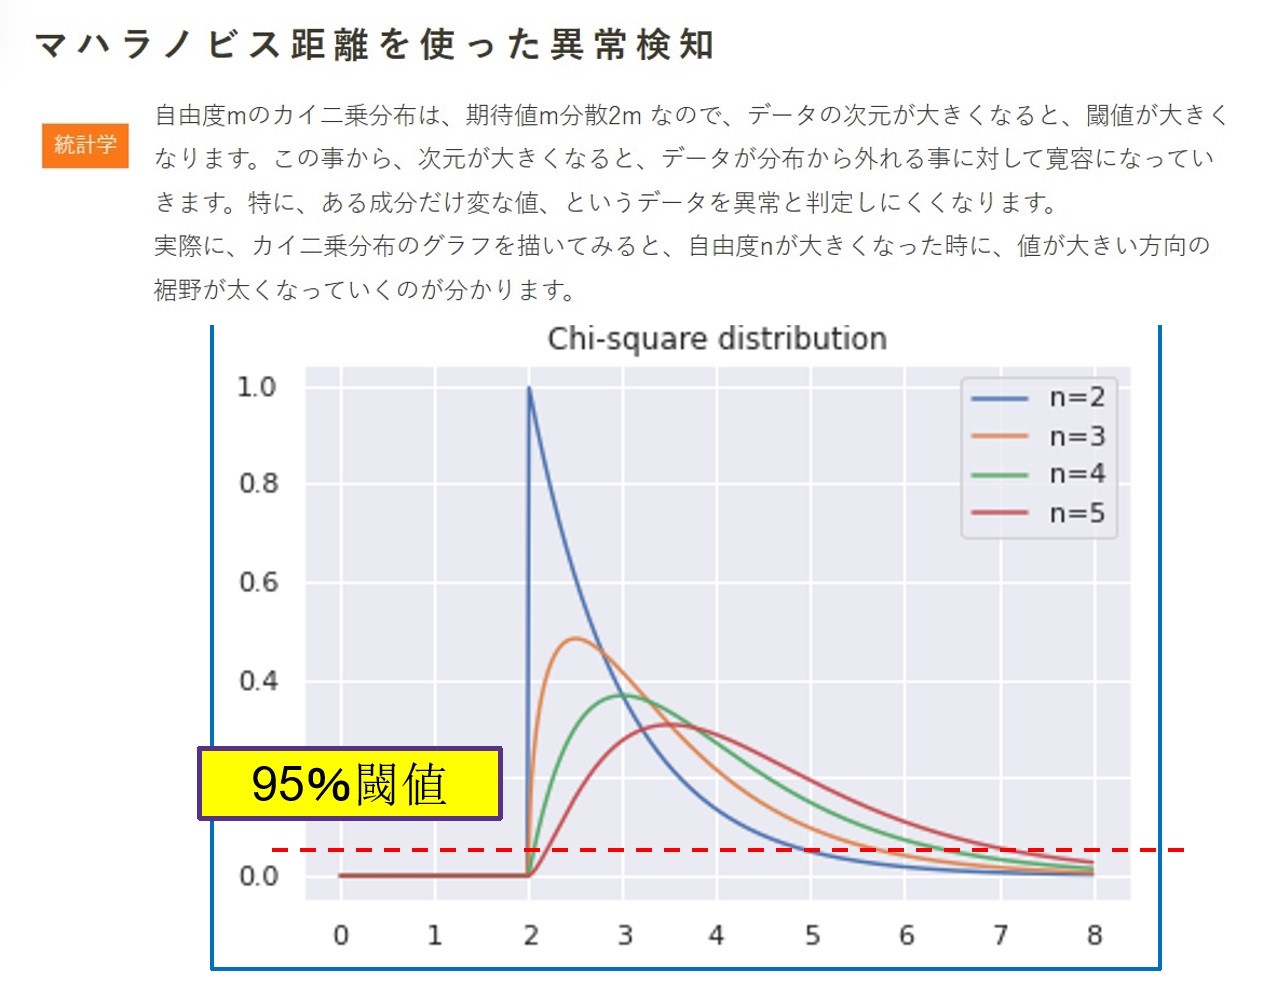 マハラノビス距離を使った異常検知
統計学
自由度mのカイ二乗分布は、期待値m分散2m なので、データの次元が大きくなると、閾値が大きく
なります。この事から、次元が大きくなると、データが分布から外れる事に対して寛容になってい
きます。特に、ある成分だけ変な値、というデータを異常と判定しにくくなります。
実際に、カイ二乗分布のグラフを描いてみると、自由度nが大きくなった時に、値が大きい方向の
裾野が太くなっていくのが分かります。
Chi-square distribution
1.0
0.8
0.6
0.4
0.0
n=2
n=3
n=4
n=5
95%閾値
0 1 2 3 4 5 6 7 8